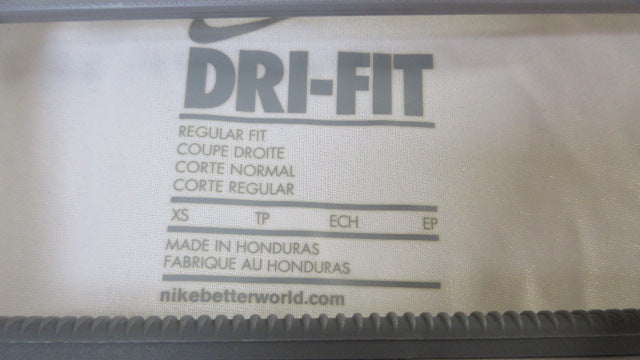 DRI-FIT
REGULAR FIT
COUPE DROITE
CORTE NORMAL
CORTE REGULAR
XS TP ECH EP
MADE IN HONDURAS
FABRIQUE AU HONDURAS
nikebetterworld.com